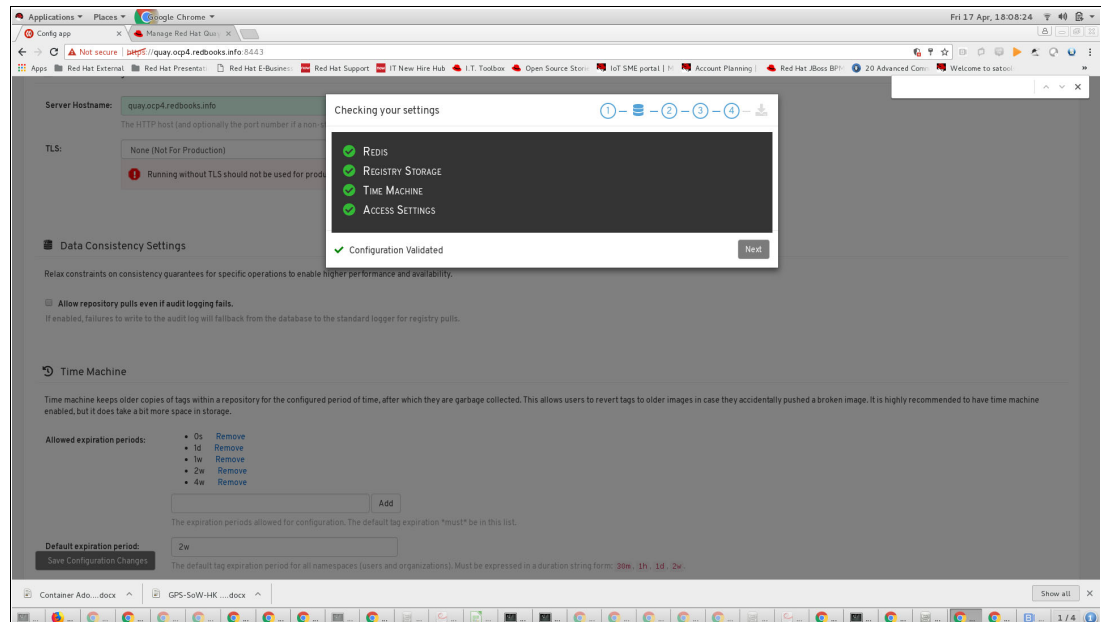 Applications Places Google Chrome Fri 17 Apr, 18:08:24
Config app x Manage Red Hat Quay x
Not secure | https://quay.ocp4.redbooks.info:8443
Apps Red Hat External Red Hat Presentati Red Hat E-Business Red Hat Support IT New Hire Hub I.T. Toolbox Open Source Storie IoT SME portal | Account Planning | Red Hat JBoss BPM 20 Advanced Com Welcome to satoci »
Server Hostname: quay.ocp4.redbooks.info
The HTTP host (and optionally the port number if a non-s
TLS: None (Not For Production)
Running without TLS should not be used for produ
Checking your settings 1 2 3 4
REDIS
REGISTRY STORAGE
TIME MACHINE
ACCESS SETTINGS
Configuration Validated Next
Data Consistency Settings
Relax constraints on consistency guarantees for specific operations to enable higher performance and availability.
Allow repository pulls even if audit logging fails.
If enabled, failures to write to the audit log will fallback from the database to the standard logger for registry pulls.
Time Machine
Time machine keeps older copies of tags within a repository for the configured period of time, after which they are garbage collected. This allows users to revert tags to older images in case they accidentally pushed a broken image. It is highly recommended to have time machine
enabled, but it does take a bit more space in storage.
Allowed expiration periods:
• 0s Remove
• 1d Remove
• 1w Remove
• 2w Remove
• 4w Remove
Add
The expiration periods allowed for configuration. The default tag expiration *must* be in this list.
Default expiration period: 2w
Save Configuration Changes
The default tag expiration period for all namespaces (users and organizations). Must be expressed in a duration string form: 30m, 1h, 1d, 2w.
Container Ado....docx GPS-SoW-HK ....docx Show all
1 / 4